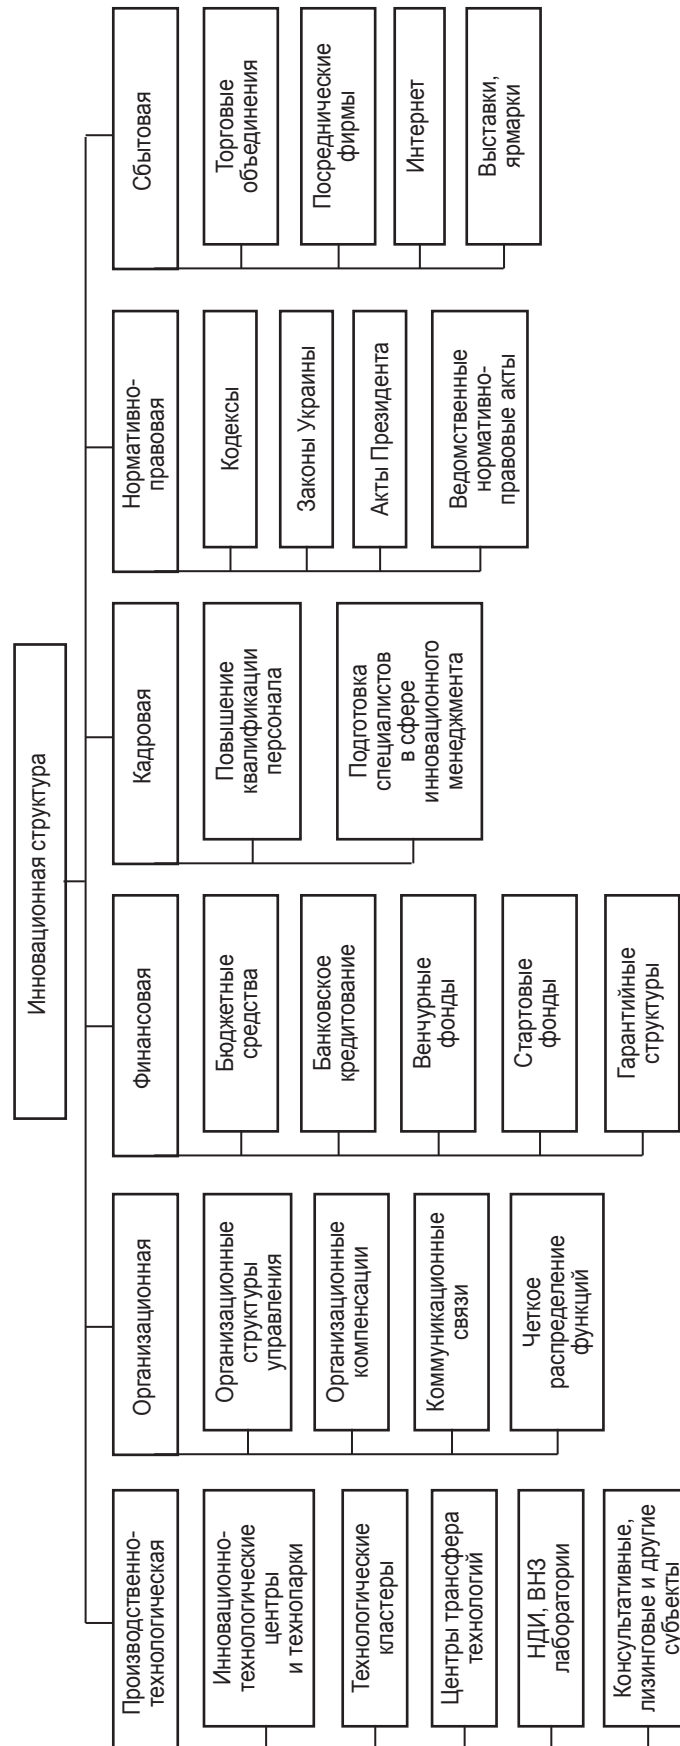 Инновационная структура
Производственно-
технологическая
Инновационно-
технологические
центры
и технопарки
Технологические
кластеры
Центры трансфера
технологий
НДИ, ВНЗ
лаборатории
Консультативные,
лизинговые и другие
субъекты
Организационная
Организационные
структуры
управления
Организационные
компенсации
Коммуникационные
связи
Четкое
распределение
функций
Финансовая
Бюджетные
средства
Банковское
кредитование
Венчурные
фонды
Стартовые
фонды
Гарантийные
структуры
Кадровая
Повышение
квалификации
персонала
Подготовка
специалистов
в сфере
инновационного
менеджмента
Нормативно-
правовая
Кодексы
Законы Украины
Акты Президента
Ведомственные
нормативно-
правовые акты
Сбытовая
Торговые
объединения
Посреднические
фирмы
Интернет
Выставки,
ярмарки